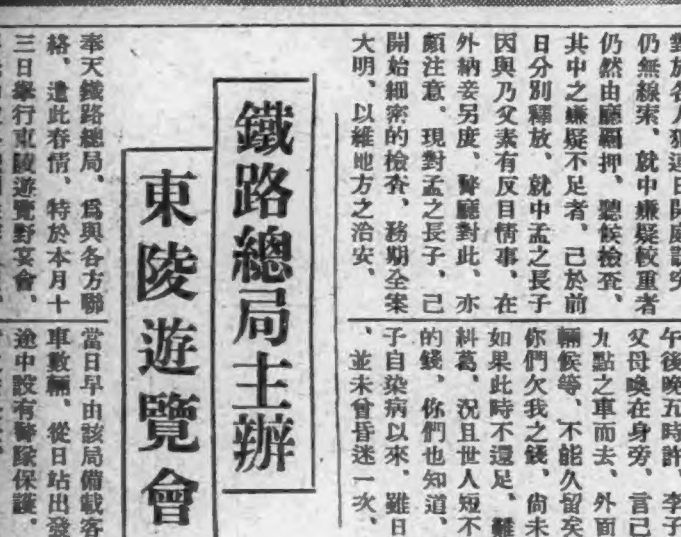 對於各人犯連日開庭訊究
仍無線索、就中嫌疑較重者
仍然由廳羈押、聽候檢查、
其中之嫌疑不足者、已於前
日分別釋放、就中孟之長子
因與乃父素有反目情事、在
外納妾另度、警廳對此、亦
頗注意、現對孟之長子、已
開始細密的檢查、務期全案
大明、以維地方之治安、
午後晚五時許、李子
父母喚在身旁、言己
九點之車而去、外面
輛候等、不能久留矣
你們欠我之錢、尙未
如果此時不還足、難
糾葛、況且世人短不
的錢、你們也知道、
子自染病以來、雖日
、並未曾昏迷一次、
鐵路總局主辦
東陵遊覽會
奉天鐵路總局、爲與各方聯
絡、遣此春情、特於本月十
三日舉行東陵遊覽野宴會、
當日早由該局備載客
車數輛、從日站出發
途中設有警隊保護、